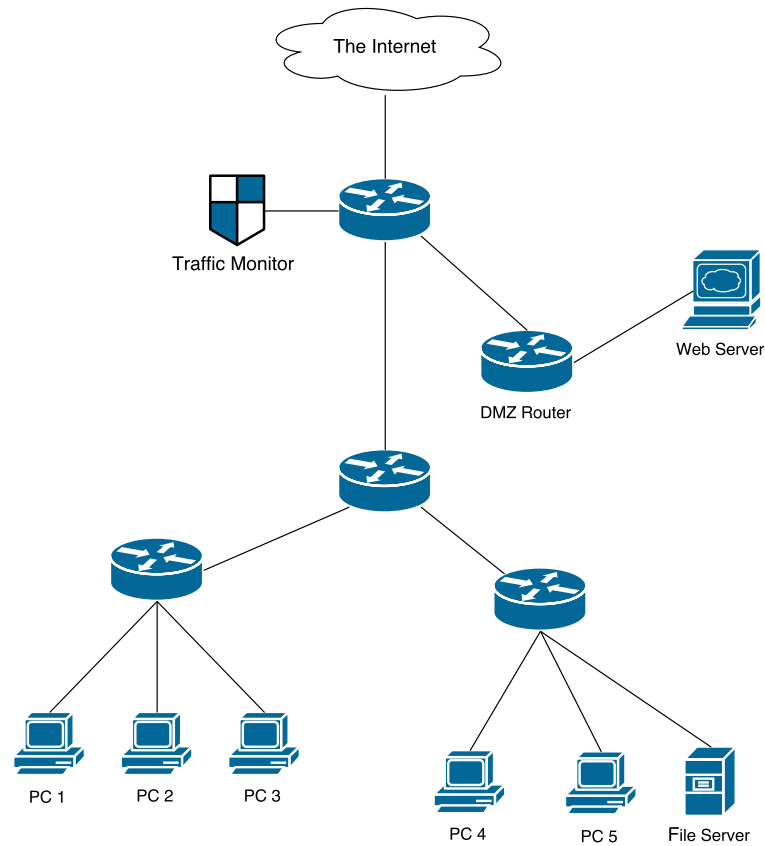 The Internet
Traffic Monitor
Web Server
DMZ Router
PC 1
PC 2
PC 3
PC 4
PC 5
File Server